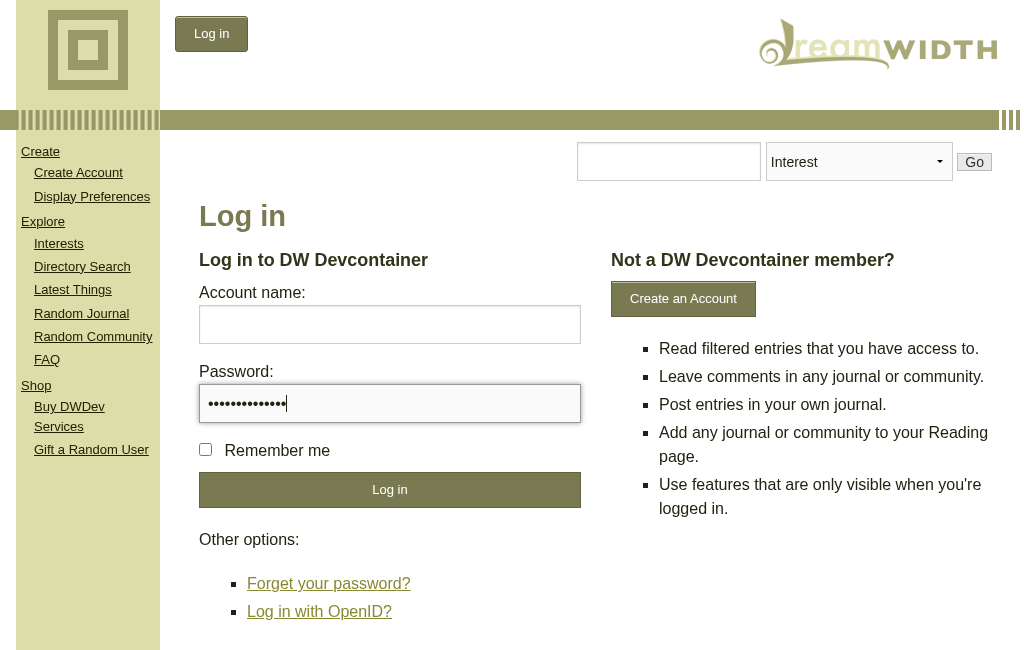 Log in
dreamWIDTH
Create
Create Account
Display Preferences
Explore
Interests
Directory Search
Latest Things
Random Journal
Random Community
FAQ
Shop
Buy DWDev
Services
Gift a Random User
Interest
Go
Log in
Log in to DW Devcontainer
Account name:
Password:
••••••••••••••
Remember me
Log in
Other options:
Forget your password?
Log in with OpenID?
Not a DW Devcontainer member?
Create an Account
Read filtered entries that you have access to.
Leave comments in any journal or community.
Post entries in your own journal.
Add any journal or community to your Reading
page.
Use features that are only visible when you're
logged in.